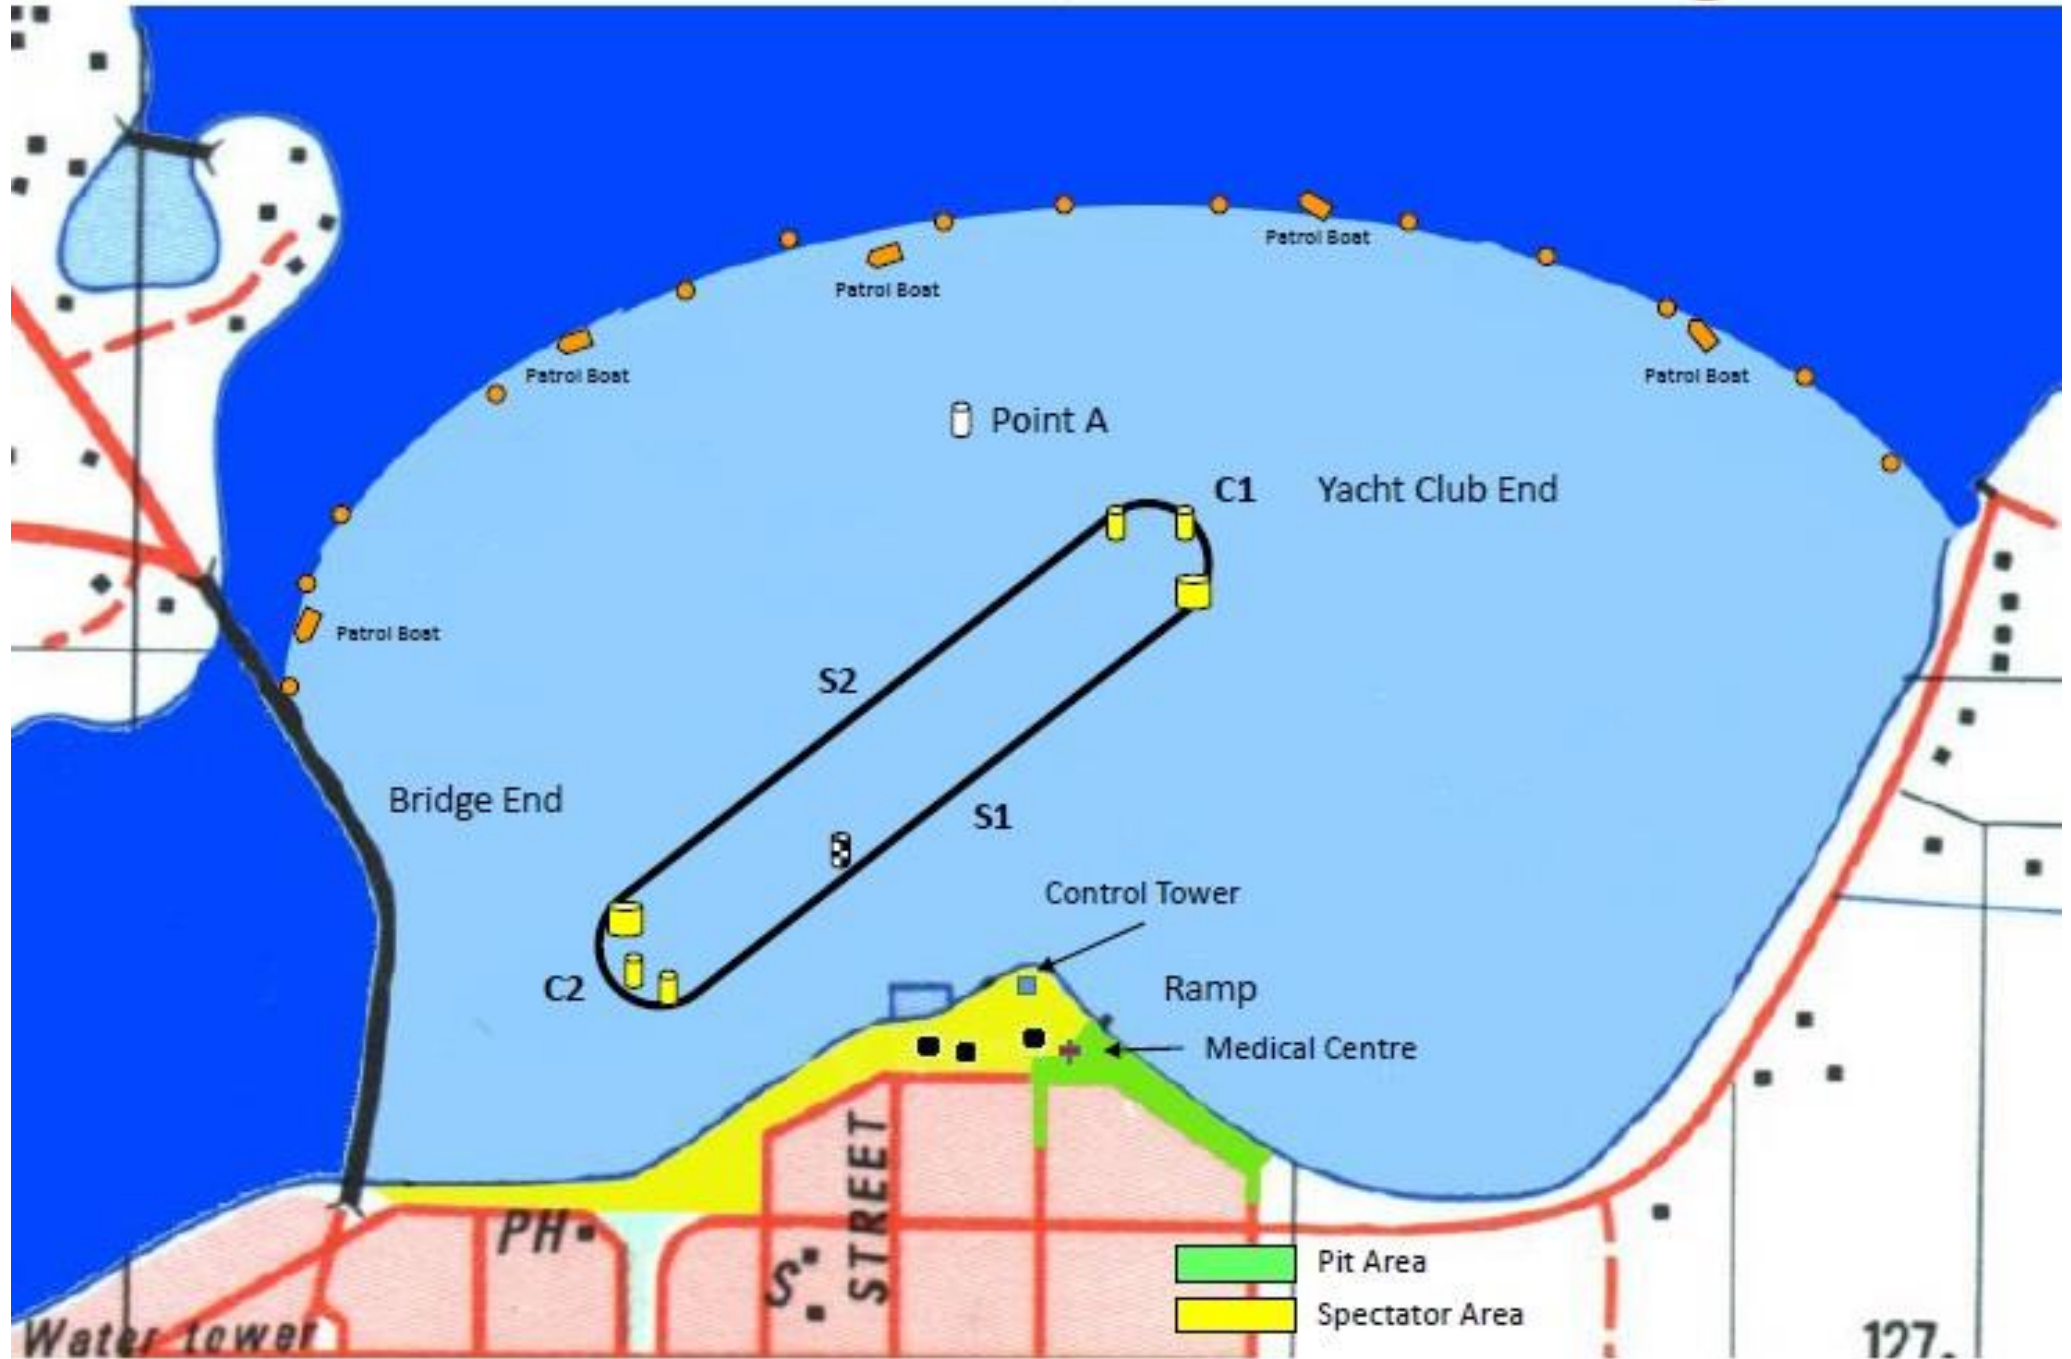 Patrol Boat
Patrol Boat
Patrol Boat
Patrol Boat
Point A
C1
Yacht Club End
Patrol Boat
S2
Bridge End
S1
Control Tower
C2
Ramp
Medical Centre
STREET
PH
S
Pit Area
Spectator Area
Water tower
127.